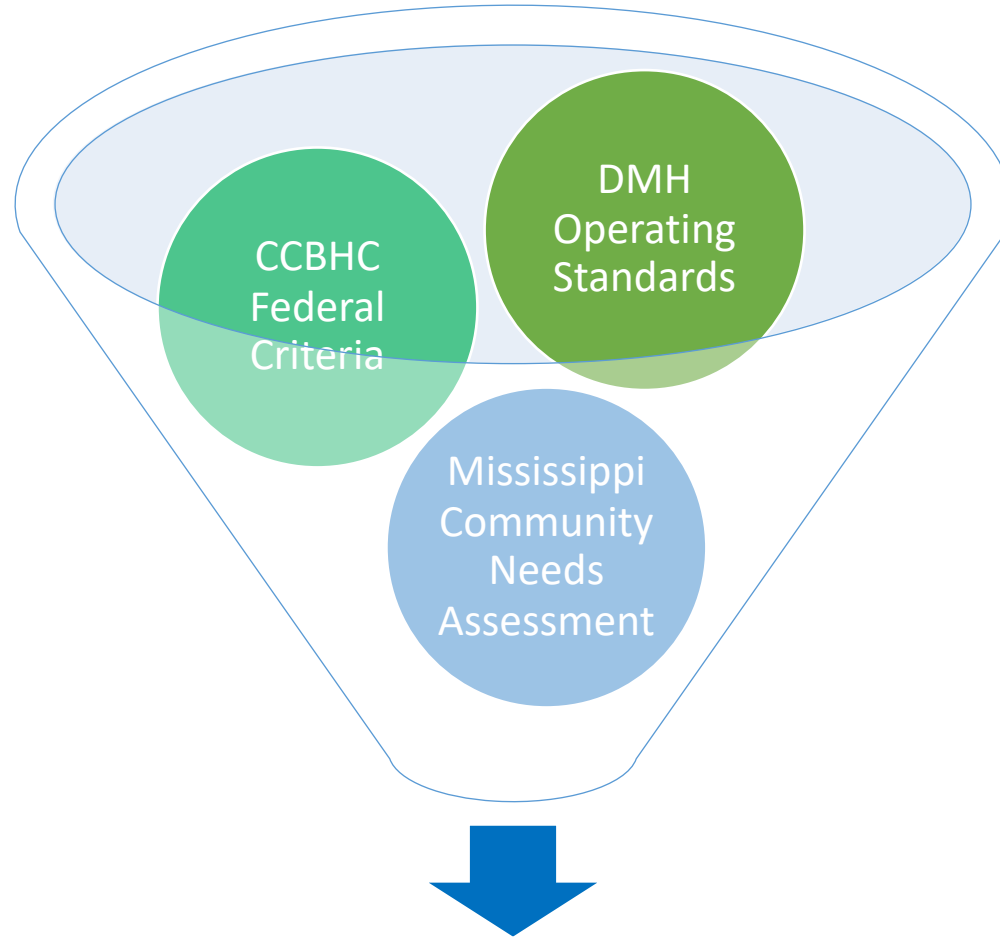 DMH
Operating
Standards
CCBHC
Federal
Criteria
Mississippi
Community
Needs
Assessment